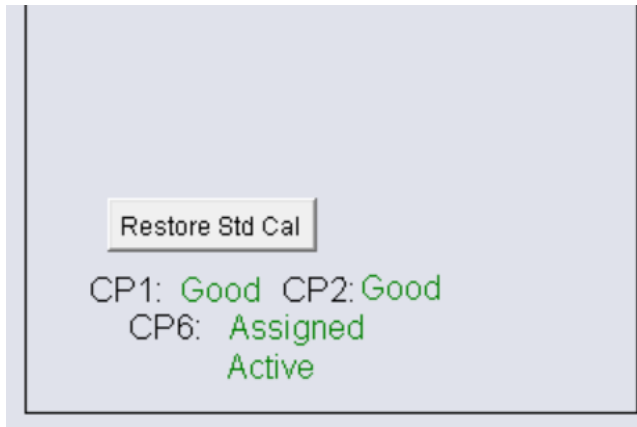 Restore Std Cal
CP1: Good CP2: Good
CP6: Assigned
Active